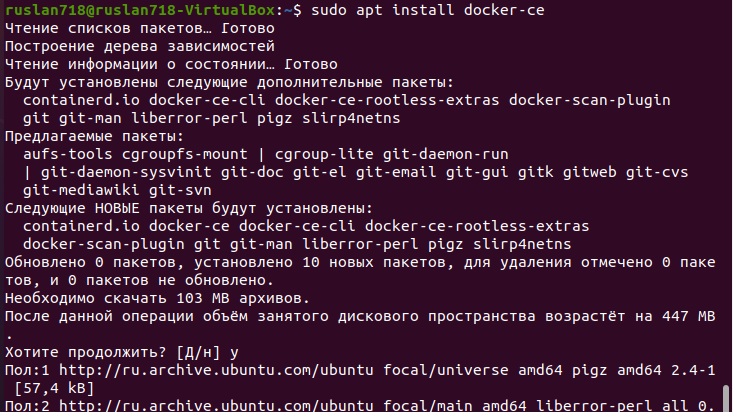 ruslan718@ruslan718-VirtualBox:~$ sudo apt install docker-ce
Чтение списков пакетов… Готово
Построение дерева зависимостей
Чтение информации о состоянии… Готово
Будут установлены следующие дополнительные пакеты:
  containerd.io docker-ce-cli docker-ce-rootless-extras docker-scan-plugin
  git git-man liberror-perl pigz slirp4netns
Предлагаемые пакеты:
  aufs-tools cgroupfs-mount | cgroup-lite git-daemon-run
  | git-daemon-sysvinit git-doc git-el git-email git-gui gitk gitweb git-cvs
  git-mediawiki git-svn
Следующие НОВЫЕ пакеты будут установлены:
  containerd.io docker-ce docker-ce-cli docker-ce-rootless-extras
  docker-scan-plugin git git-man liberror-perl pigz slirp4netns
Обновлено 0 пакетов, установлено 10 новых пакетов, для удаления отмечено 0 паке
тов, и 0 пакетов не обновлено.
Необходимо скачать 103 MB архивов.
После данной операции объём занятого дискового пространства возрастёт на 447 MB
.
Хотите продолжить? [Д/н] y
Пол:1 http://ru.archive.ubuntu.com/ubuntu focal/universe amd64 pigz amd64 2.4-1
 [57,4 kB]
Пол:2 http://ru.archive.ubuntu.com/ubuntu focal/main amd64 liberror-perl all 0.